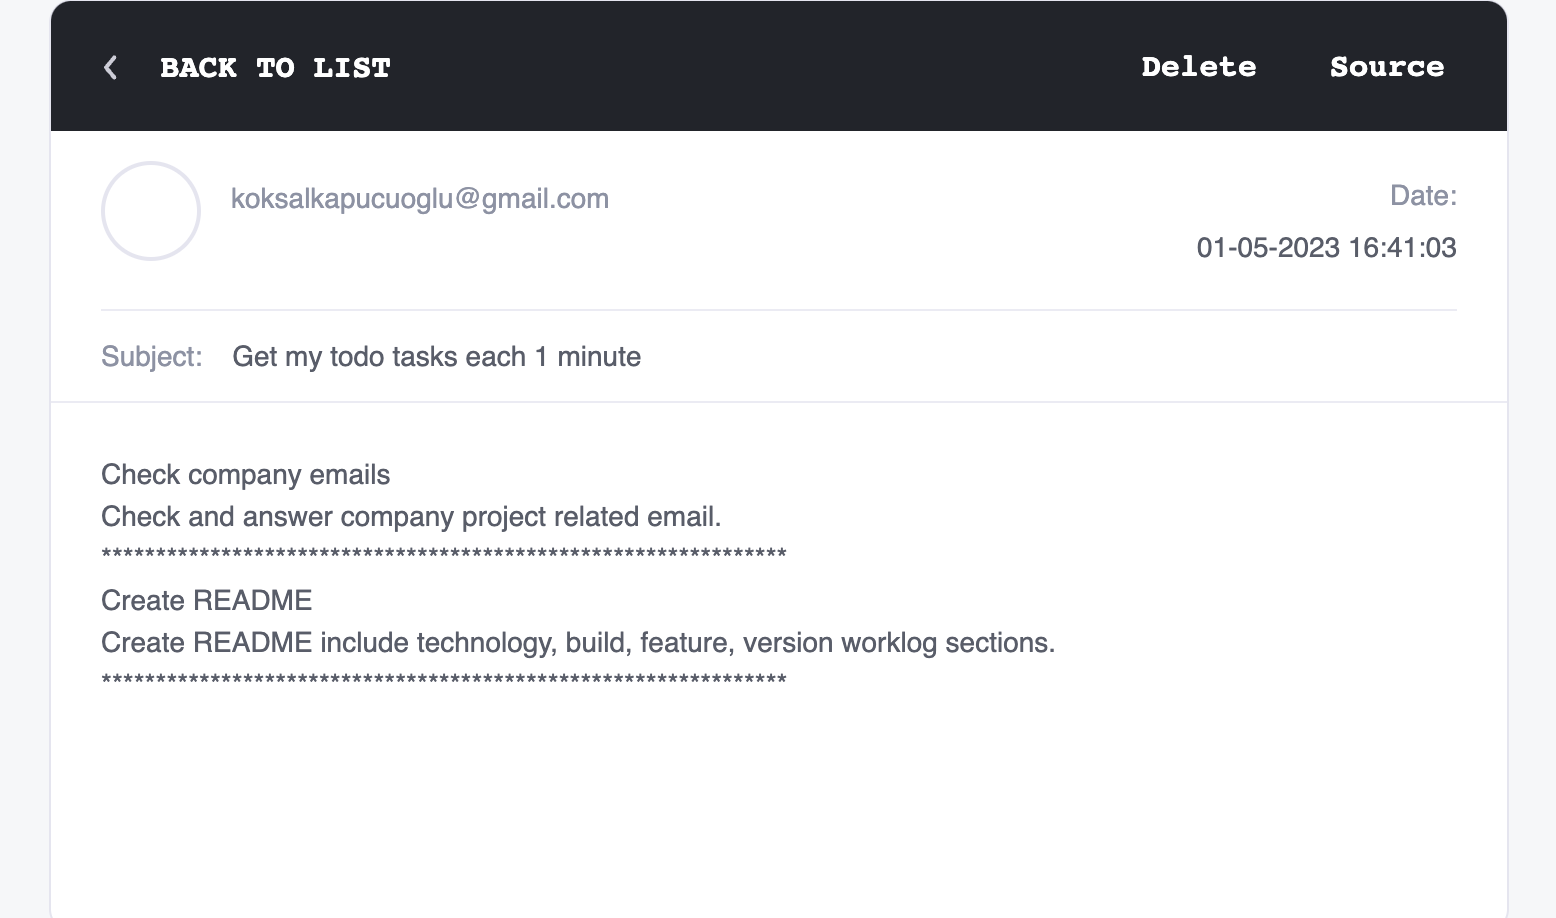 BACK TO LIST
Delete
Source
koksalkapucuoglu@gmail.com
Date:
01-05-2023 16:41:03
Subject: Get my todo tasks each 1 minute
Check company emails
Check and answer company project related email.
***************************************************************
Create README
Create README include technology, build, feature, version worklog sections.
***************************************************************